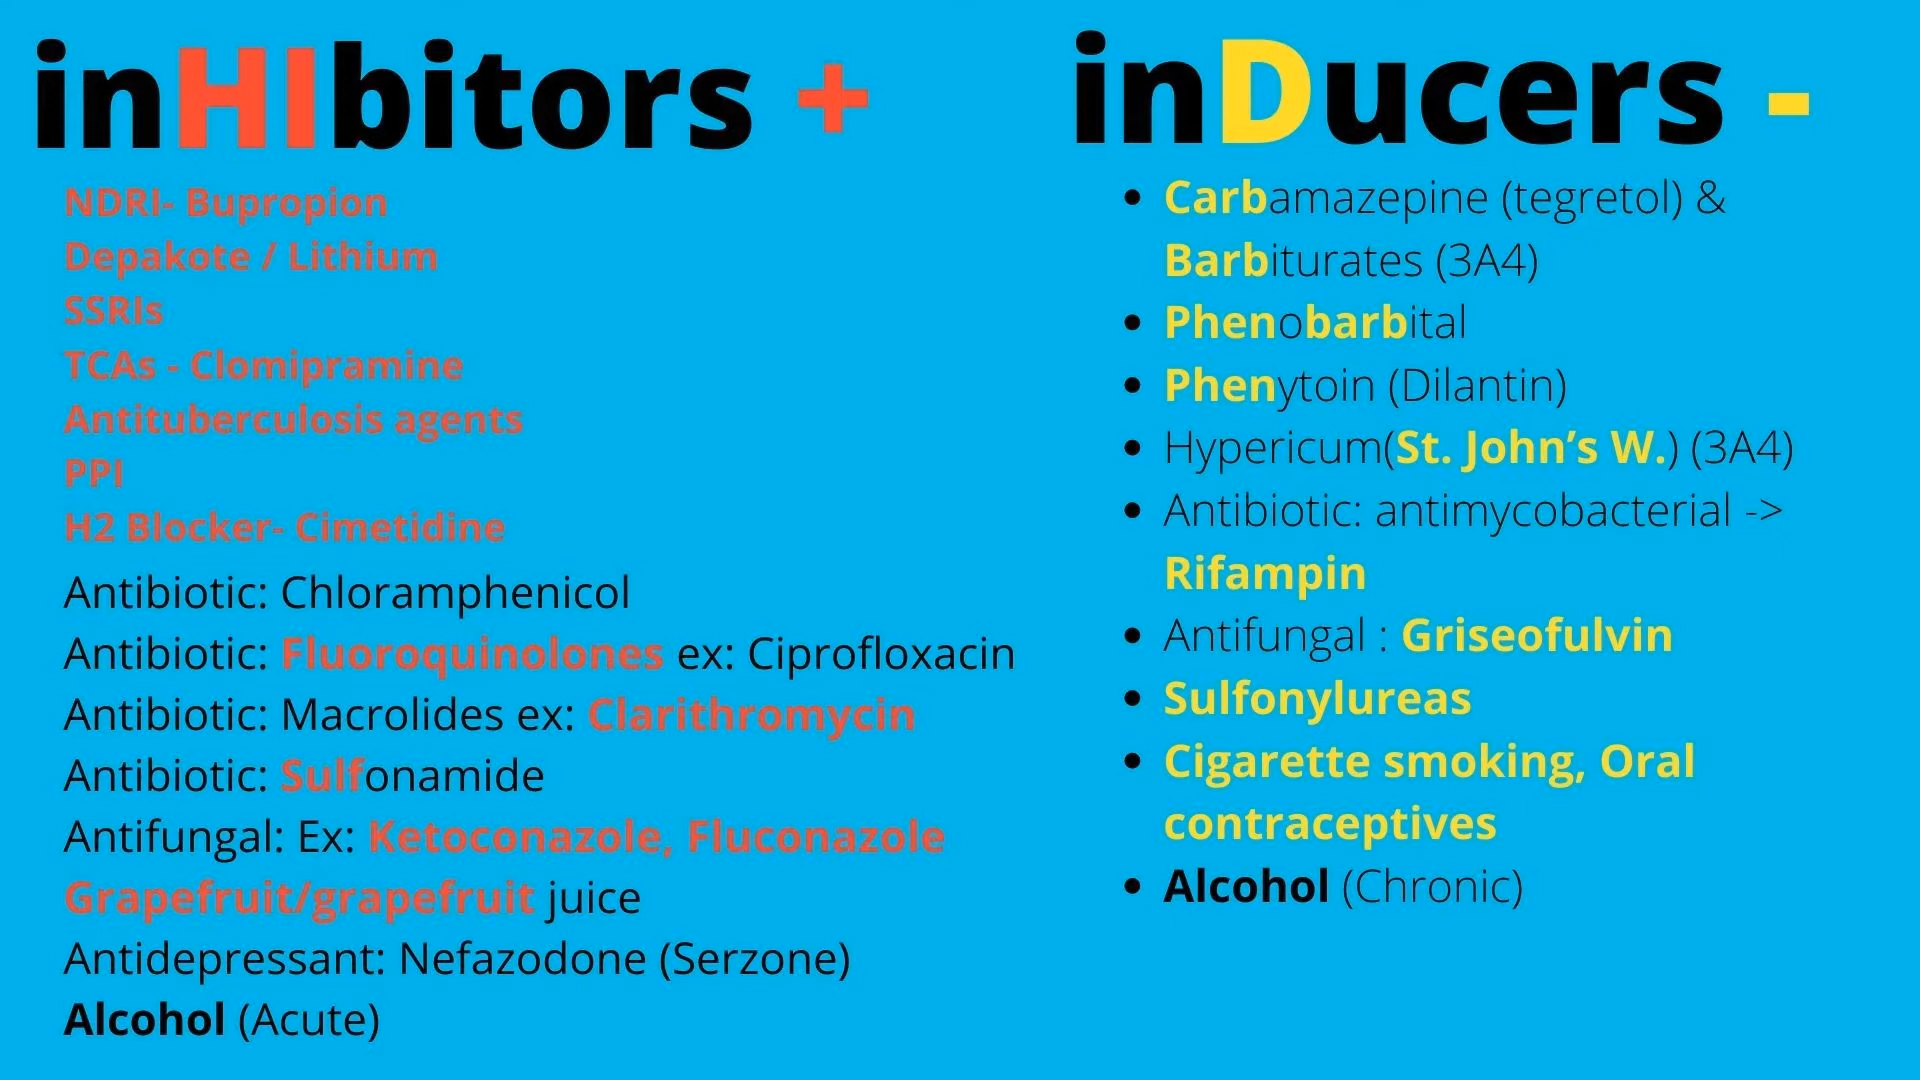 inHIbitors +
NDRI- Bupropion
Depakote / Lithium
SSRIs
TCAs - Clomipramine
Antituberculosis agents
PPI
H2 Blocker- Cimetidine
Antibiotic: Chloramphenicol
Antibiotic: Fluoroquinolones ex: Ciprofloxacin
Antibiotic: Macrolides ex: Clarithromycin
Antibiotic: Sulfonamide
Antifungal: Ex: Ketoconazole, Fluconazole
Grapefruit/grapefruit juice
Antidepressant: Nefazodone (Serzone)
Alcohol (Acute)
inDucers -
• Carbamazepine (tegretol) &
Barbiturates (3A4)
• Phenobarbital
• Phenytoin (Dilantin)
• Hypericum(St. John’s W.) (3A4)
• Antibiotic: antimycobacterial ->
Rifampin
• Antifungal : Griseofulvin
• Sulfonylureas
• Cigarette smoking, Oral
contraceptives
• Alcohol (Chronic)